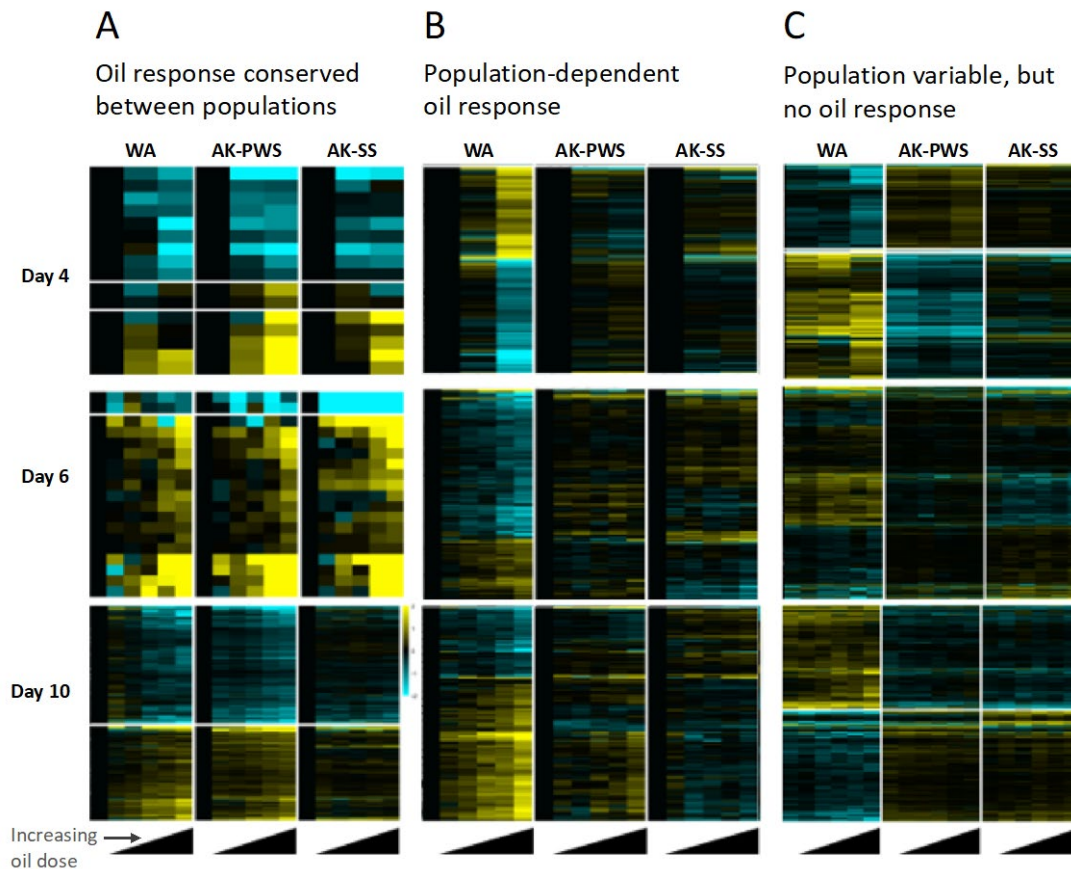 A
Oil response conserved
between populations
WA AK-PWS AK-SS
B
Population-dependent
oil response
WA AK-PWS AK-SS
C
Population variable, but
no oil response
WA AK-PWS AK-SS
Day 4
Day 6
Day 10
Increasing
oil dose